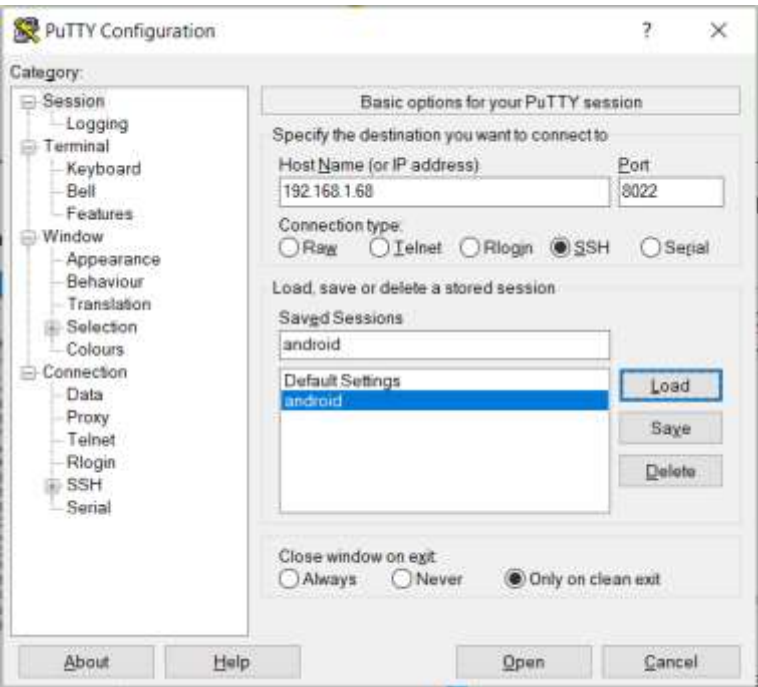 PuTTY Configuration
?
Category:
Session
Logging
Terminal
Keyboard
Bell
Features
Window
Appearance
Behaviour
Translation
Selection
Colours
Connection
Data
Proxy
Telnet
Rlogin
SSH
Serial
Basic options for your PuTTY session
Specify the destination you want to connect to
Host Name (or IP address) Port
192.168.1.68 8022
Connection type:
Raw Telnet Rlogin SSH Serial
Load, save or delete a stored session
Saved Sessions
android
Default Settings
android
Load
Save
Delete
Close window on exit:
Always Never Only on clean exit
About Help Open Cancel